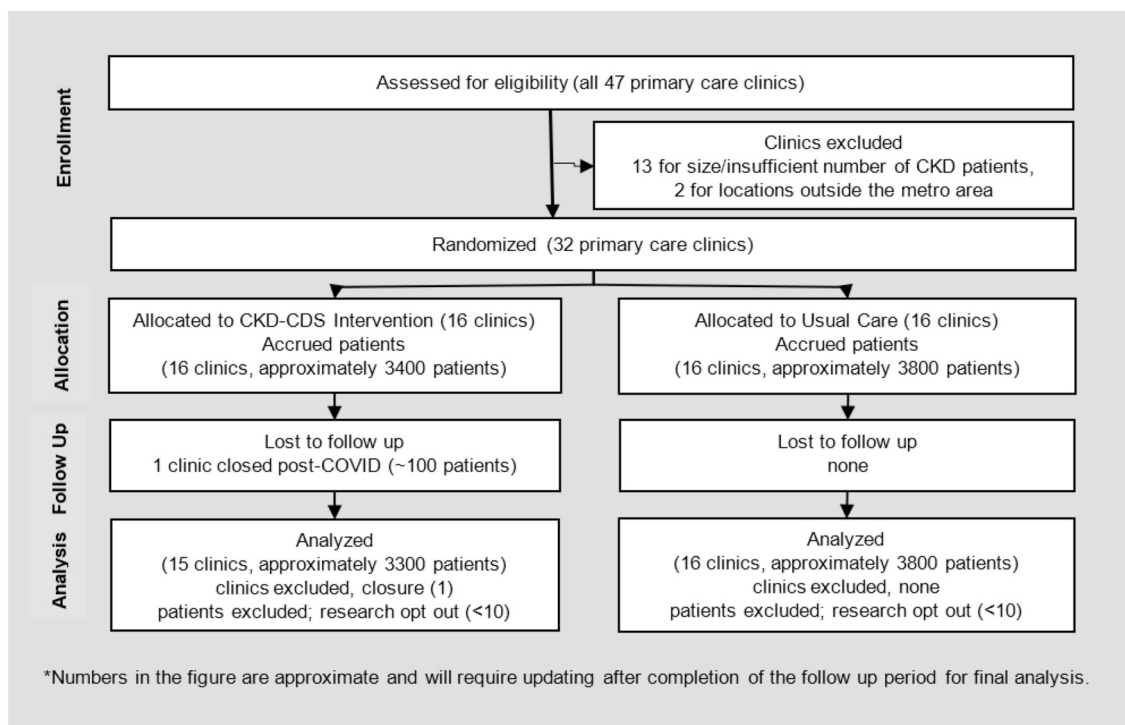 Enrollment
Assessed for eligibility (all 47 primary care clinics)
Clinics excluded
13 for size/insufficient number of CKD patients,
2 for locations outside the metro area
Randomized (32 primary care clinics)
Allocation
Allocated to CKD-CDS Intervention (16 clinics)
Accrued patients
(16 clinics, approximately 3400 patients)
Allocated to Usual Care (16 clinics)
Accrued patients
(16 clinics, approximately 3800 patients)
Follow Up
Lost to follow up
1 clinic closed post-COVID (~100 patients)
Lost to follow up
none
Analysis
Analyzed
(15 clinics, approximately 3300 patients)
clinics excluded, closure (1)
patients excluded; research opt out (<10)
Analyzed
(16 clinics, approximately 3800 patients)
clinics excluded, none
patients excluded; research opt out (<10)
*Numbers in the figure are approximate and will require updating after completion of the follow up period for final analysis.